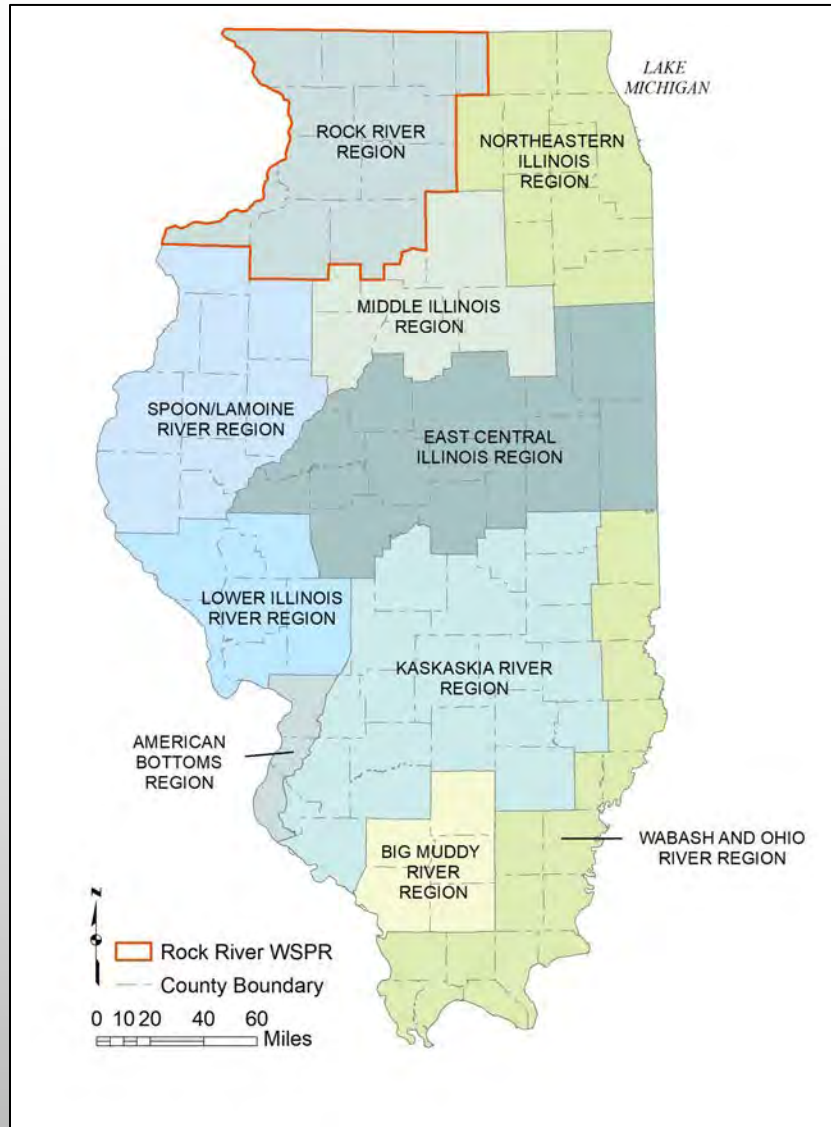 LAKE
MICHIGAN
ROCK RIVER
REGION
NORTHEASTERN
ILLINOIS
REGION
MIDDLE ILLINOIS
REGION
SPOON/LAMOINE
RIVER REGION
EAST CENTRAL
ILLINOIS REGION
LOWER ILLINOIS
RIVER REGION
KASKASKIA RIVER
REGION
AMERICAN
BOTTOMS
REGION
BIG MUDDY
RIVER
REGION
WABASH AND OHIO
RIVER REGION
N
Rock River WSPR
County Boundary
0 10 20 40 60
Miles